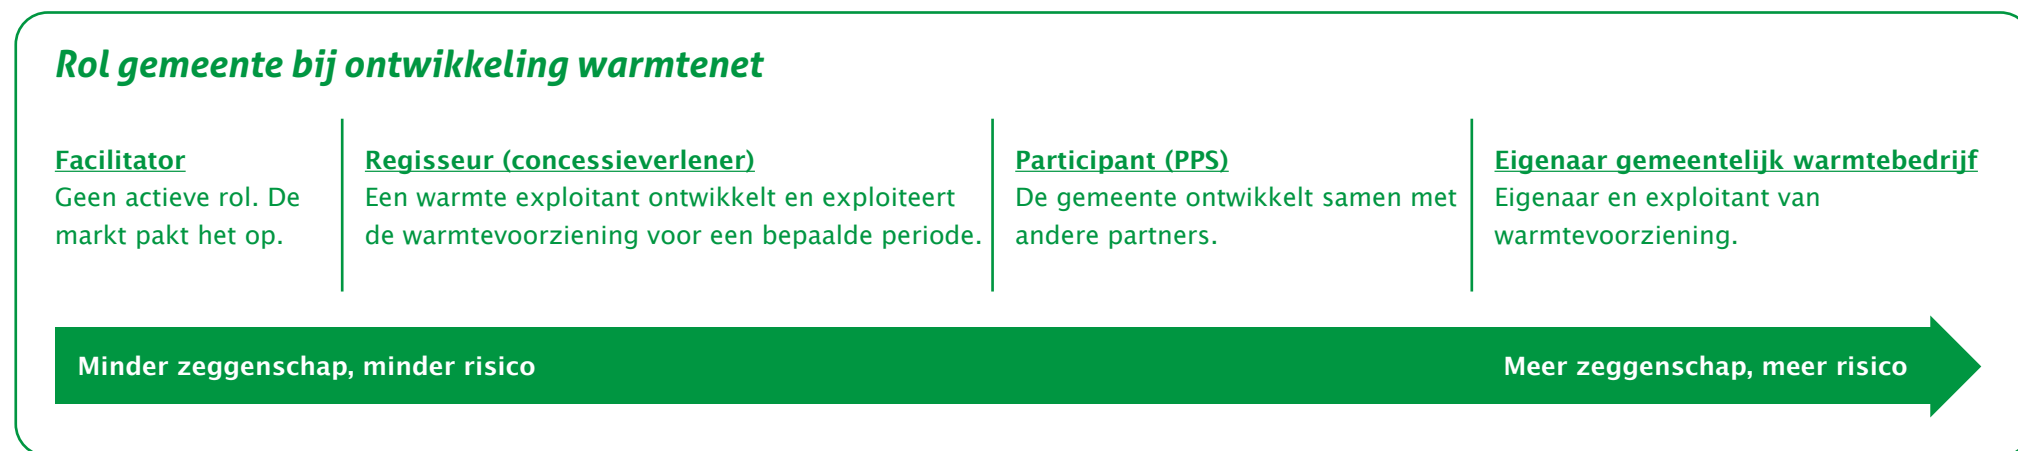 Rol gemeente bij ontwikkeling warmtenet
Facilitator
Geen actieve rol. De
markt pakt het op.
Regisseur (concessieverlener)
Een warmte exploitant ontwikkelt en exploiteert
de warmtevoorziening voor een bepaalde periode.
Participant (PPS)
De gemeente ontwikkelt samen met
andere partners.
Eigenaar gemeentelijk warmtebedrijf
Eigenaar en exploitant van
warmtevoorziening.
Minder zeggenschap, minder risico
Meer zeggenschap, meer risico